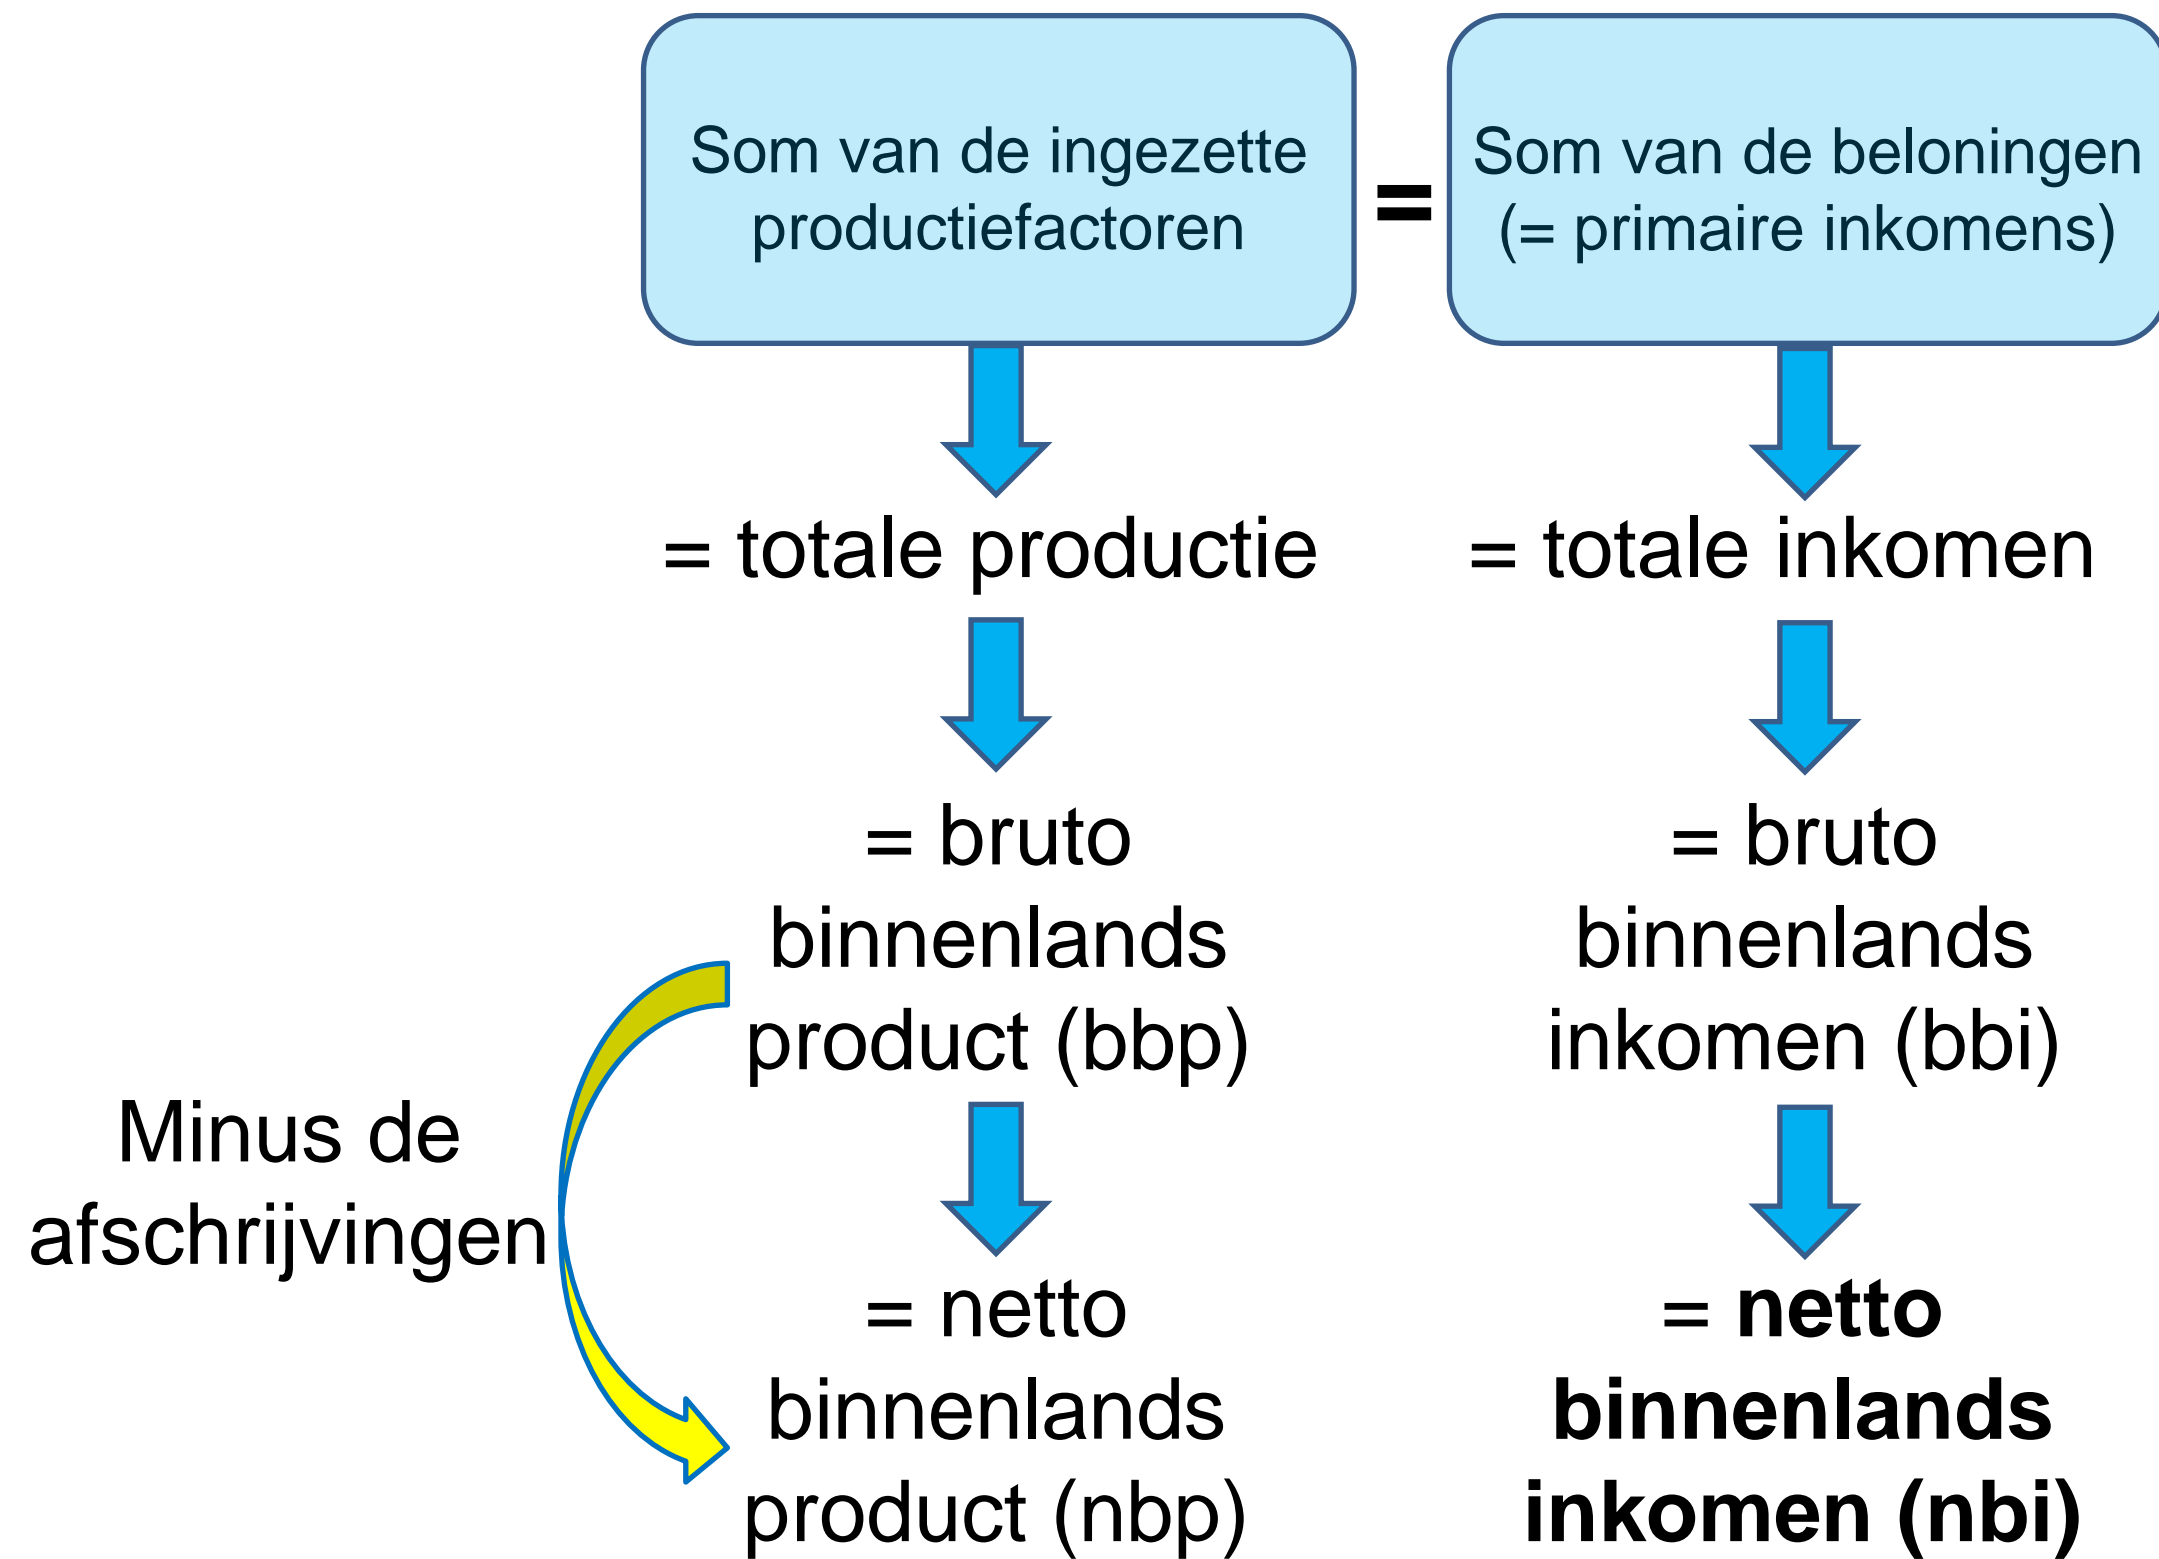 Som van de ingezette
productiefactoren
=
Som van de beloningen
(= primaire inkomens)
= totale productie
= totale inkomen
= bruto
binnenlands
product (bbp)
= bruto
binnenlands
inkomen (bbi)
Minus de
afschrijvingen
= netto
binnenlands
product (nbp)
= netto
binnenlands
inkomen (nbi)